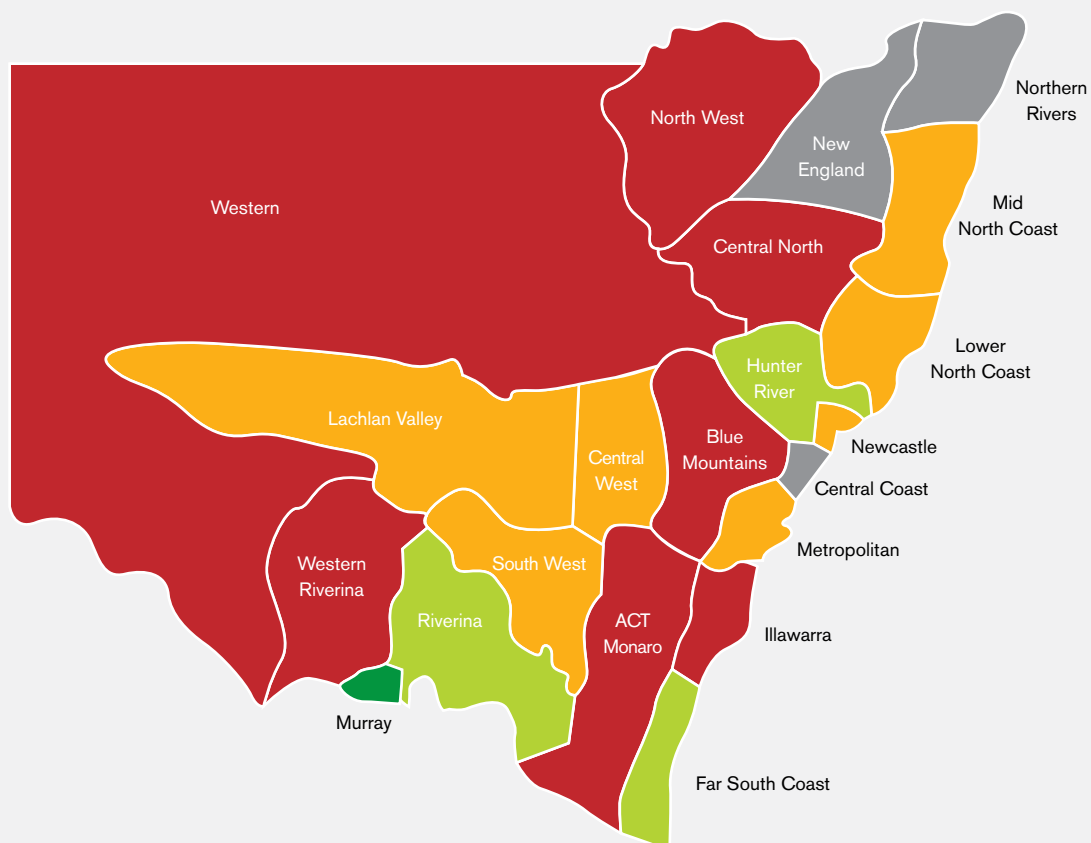 Northern
Rivers
North West
New
England
Western
Mid
North Coast
Central North
Lower
North Coast
Hunter
River
Lachlan Valley
Blue
Mountains
Newcastle
Central
West
Central Coast
Metropolitan
South West
Western
Riverina
Riverina
ACT
Monaro
Illawarra
Murray
Far South Coast